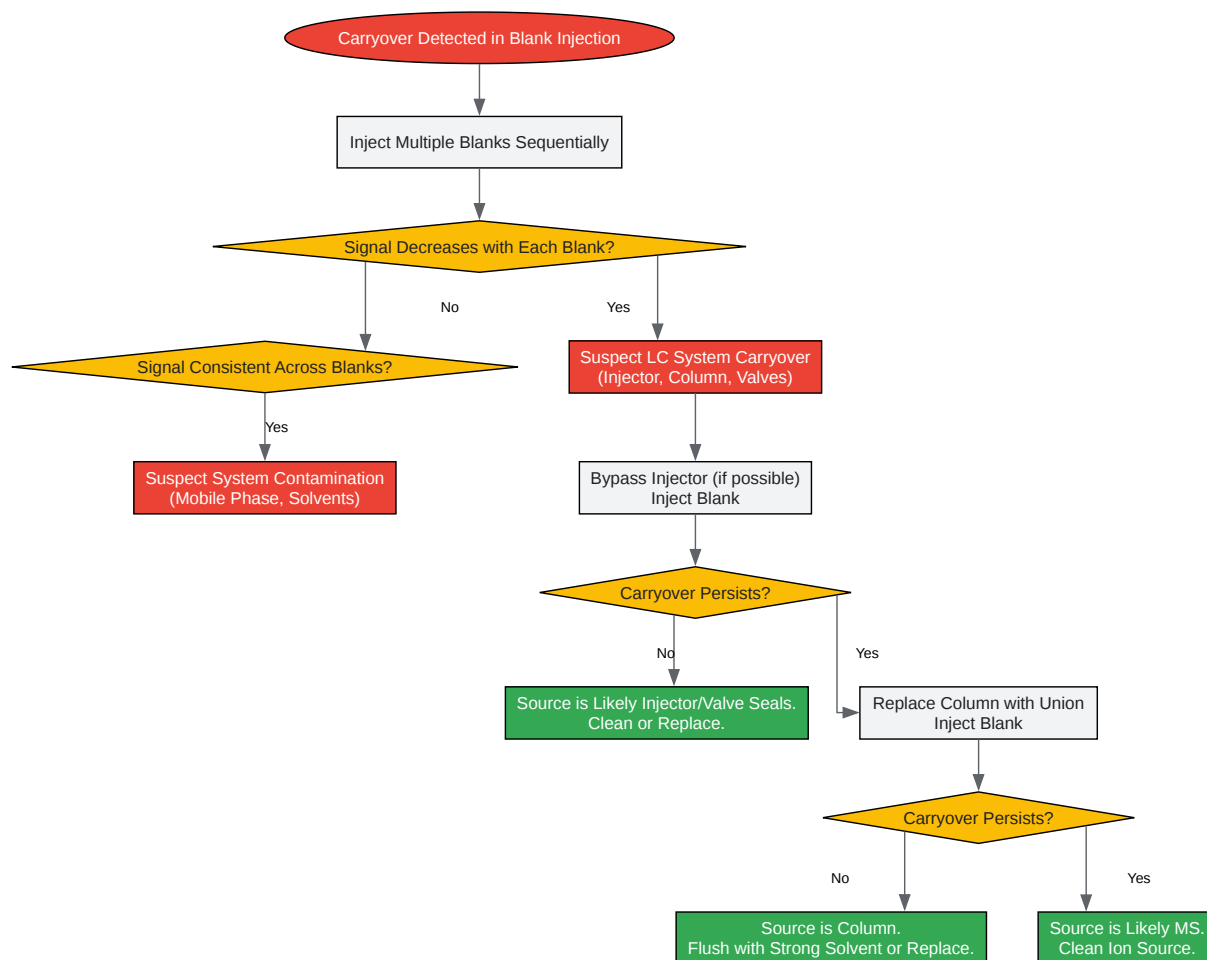 Carryover Detected in Blank Injection
Inject Multiple Blanks Sequentially
Signal Decreases with Each Blank?
No
Yes
Signal Consistent Across Blanks?
Suspect LC System Carryover
(Injector, Column, Valves)
Yes
Suspect System Contamination
(Mobile Phase, Solvents)
Bypass Injector (if possible)
Inject Blank
Carryover Persists?
No
Yes
Source is Likely Injector/Valve Seals.
Clean or Replace.
Replace Column with Union
Inject Blank
Carryover Persists?
No
Yes
Source is Column.
Flush with Strong Solvent or Replace.
Source is Likely MS.
Clean Ion Source.